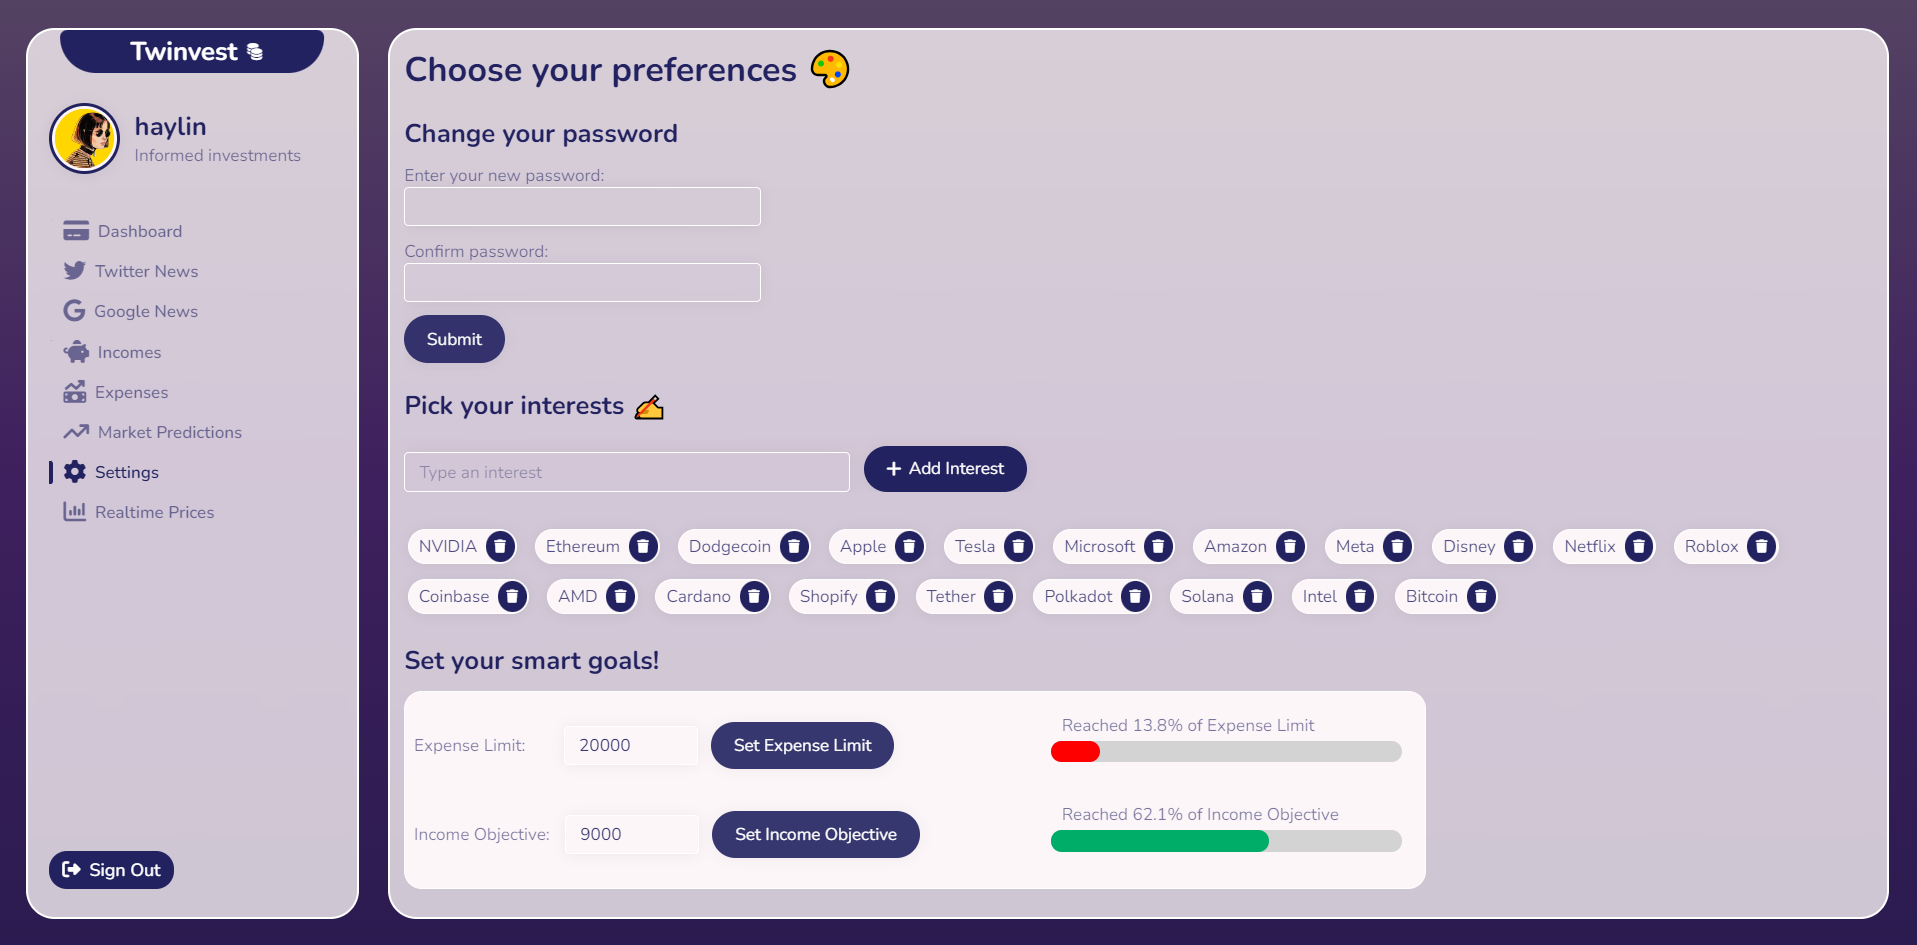 Twinvest
haylin
Informed investments
Dashboard
Twitter News
Google News
Incomes
Expenses
Market Predictions
Settings
Realtime Prices
Sign Out
Choose your preferences
Change your password
Enter your new password:
Confirm password:
Submit
Pick your interests
Type an interest
Add Interest
NVIDIA Ethereum Dodgecoin Apple Tesla Microsoft Amazon Meta Disney Netflix Roblox
Coinbase AMD Cardano Shopify Tether Polkadot Solana Intel Bitcoin
Set your smart goals!
Reached 13.8% of Expense Limit
Expense Limit: 20000 Set Expense Limit
Reached 62.1% of Income Objective
Income Objective: 9000 Set Income Objective